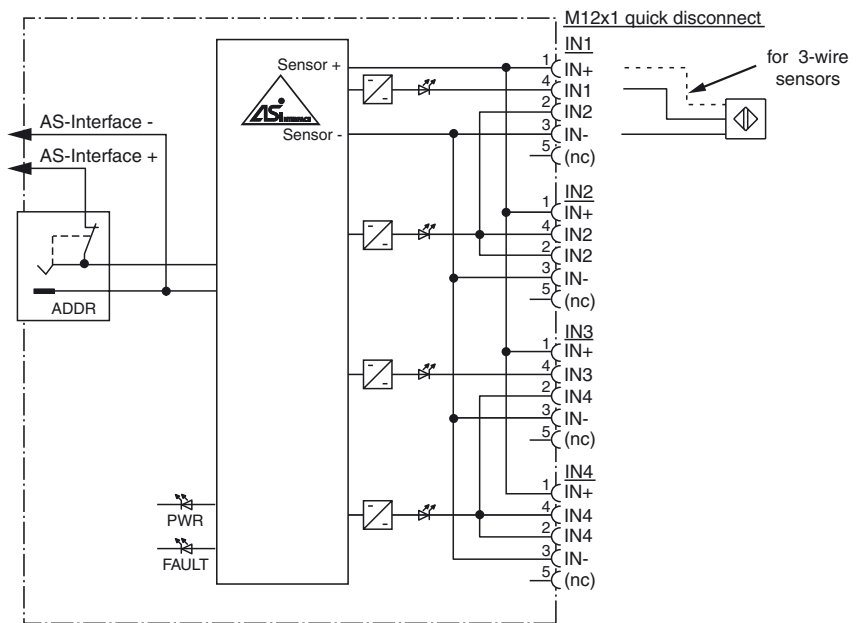 M12x1 quick disconnect
IN1
Sensor +
1 IN+
4 IN1
2 IN2
Sensor -
3 IN-
5 (nc)
for 3-wire
sensors
ASi
INTERFACE
AS-Interface -
AS-Interface +
ADDR
IN2
1 IN+
4 IN2
2 IN2
3 IN-
5 (nc)
IN3
1 IN+
4 IN3
2 IN4
3 IN-
5 (nc)
IN4
1 IN+
4 IN4
2 IN4
3 IN-
5 (nc)
PWR
FAULT